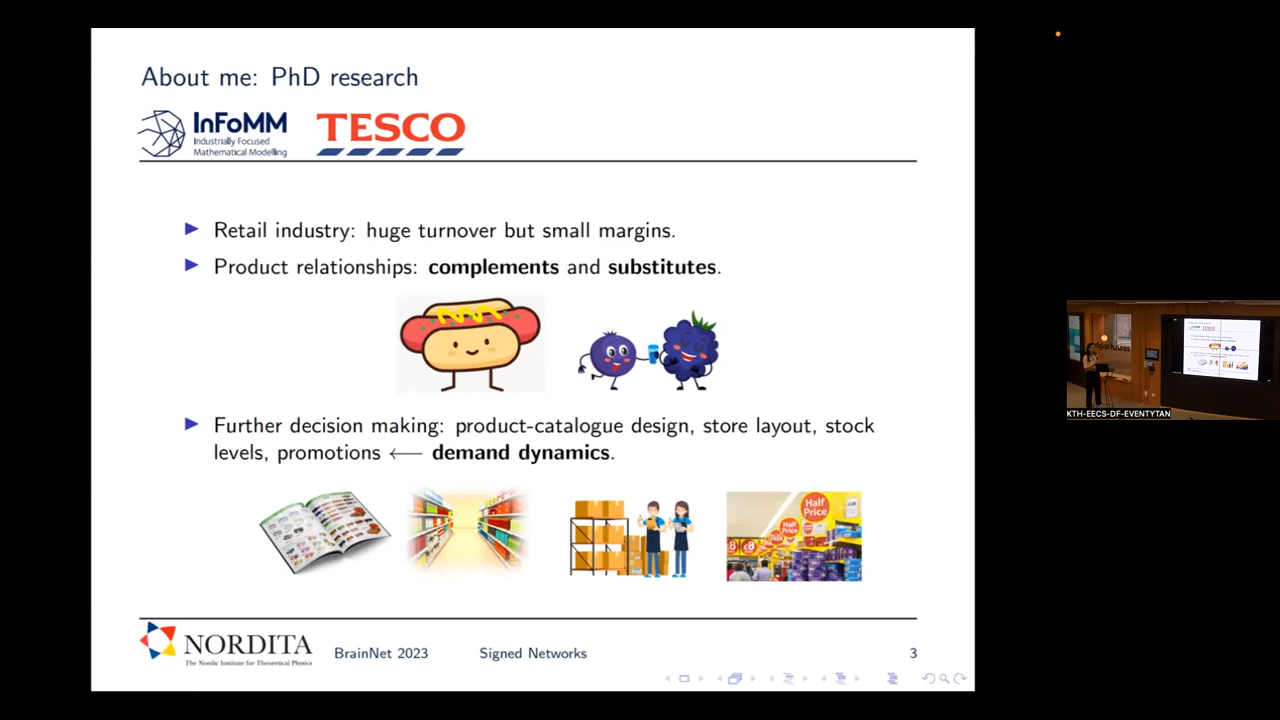 About me: PhD research
InFoMM
Industrially Focused
Mathematical Modelling
TESCO
Retail industry: huge turnover but small margins.
Product relationships: complements and substitutes.
Further decision making: product-catalogue design, store layout, stock
levels, promotions ⟵ demand dynamics.
Half
Price
Half
Price
£8
£8
NORDITA
The Nordic Institute for Theoretical Physics
BrainNet 2023
Signed Networks
3
KTH-EECS-DF-EVENTYTAN